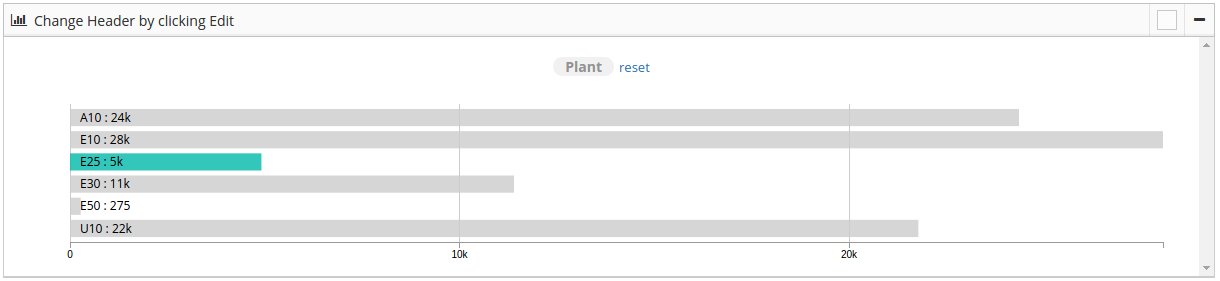 Change Header by clicking Edit
Plant reset
A10 : 24k
E10 : 28k
E25 : 5k
E30 : 11k
E50 : 275
U10 : 22k
0 10k 20k